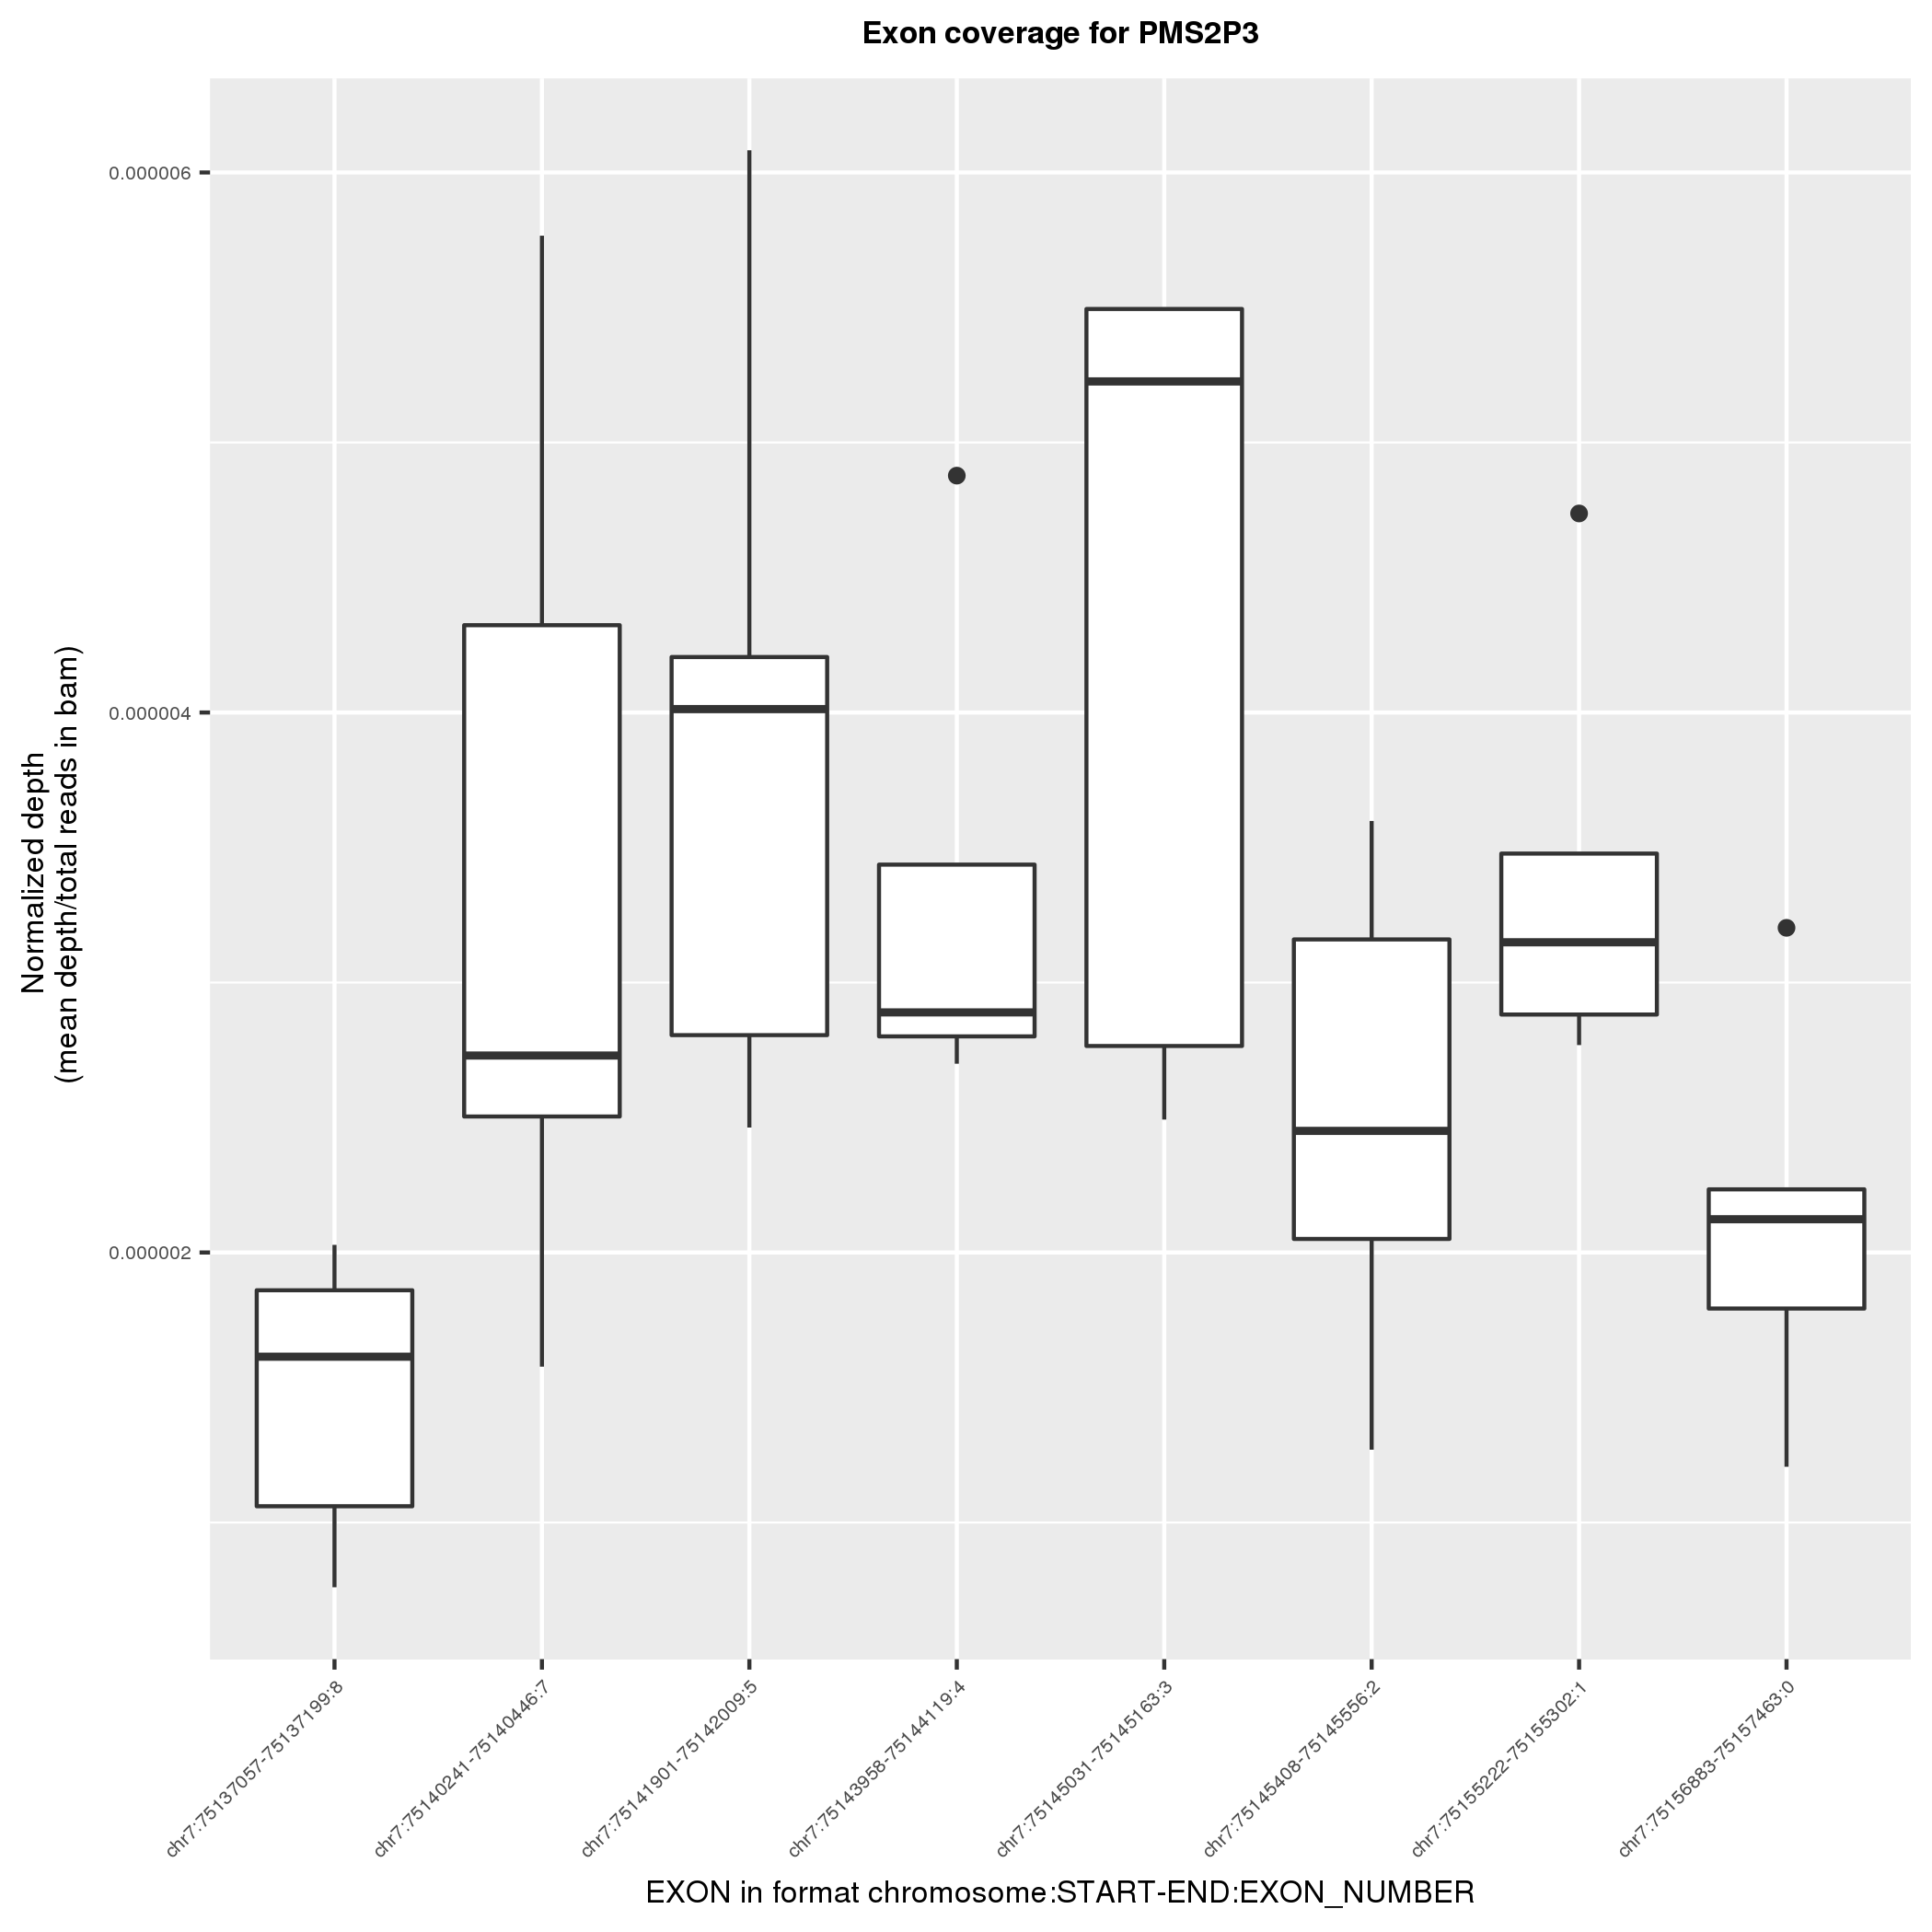 Exon coverage for PMS2P3
0.000006
0.000004
0.000002
Normalized depth
(mean depth/total reads in bam)
chr7:75137057-75137199:8
chr7:75140241-75140446:7
chr7:75141901-75142009:5
chr7:75143958-75144119:4
chr7:75145031-75145163:3
chr7:75145408-75145556:2
chr7:75155222-75155302:1
chr7:75156883-75157463:0
EXON in format chromosome:START-END:EXON_NUMBER